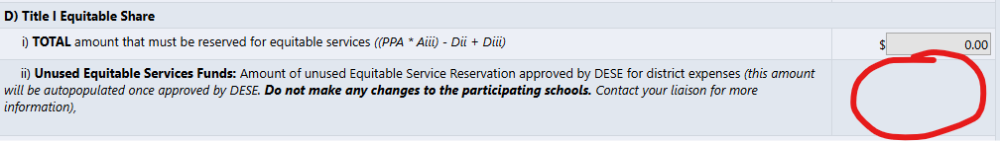 D) Title I Equitable Share
i) TOTAL amount that must be reserved for equitable services ((PPA * Aiii) - Dii + Diii)
$ 0.00
ii) Unused Equitable Services Funds: Amount of unused Equitable Service Reservation approved by DESE for district expenses (this amount
will be autopopulated once approved by DESE. Do not make any changes to the participating schools. Contact your liaison for more
information),